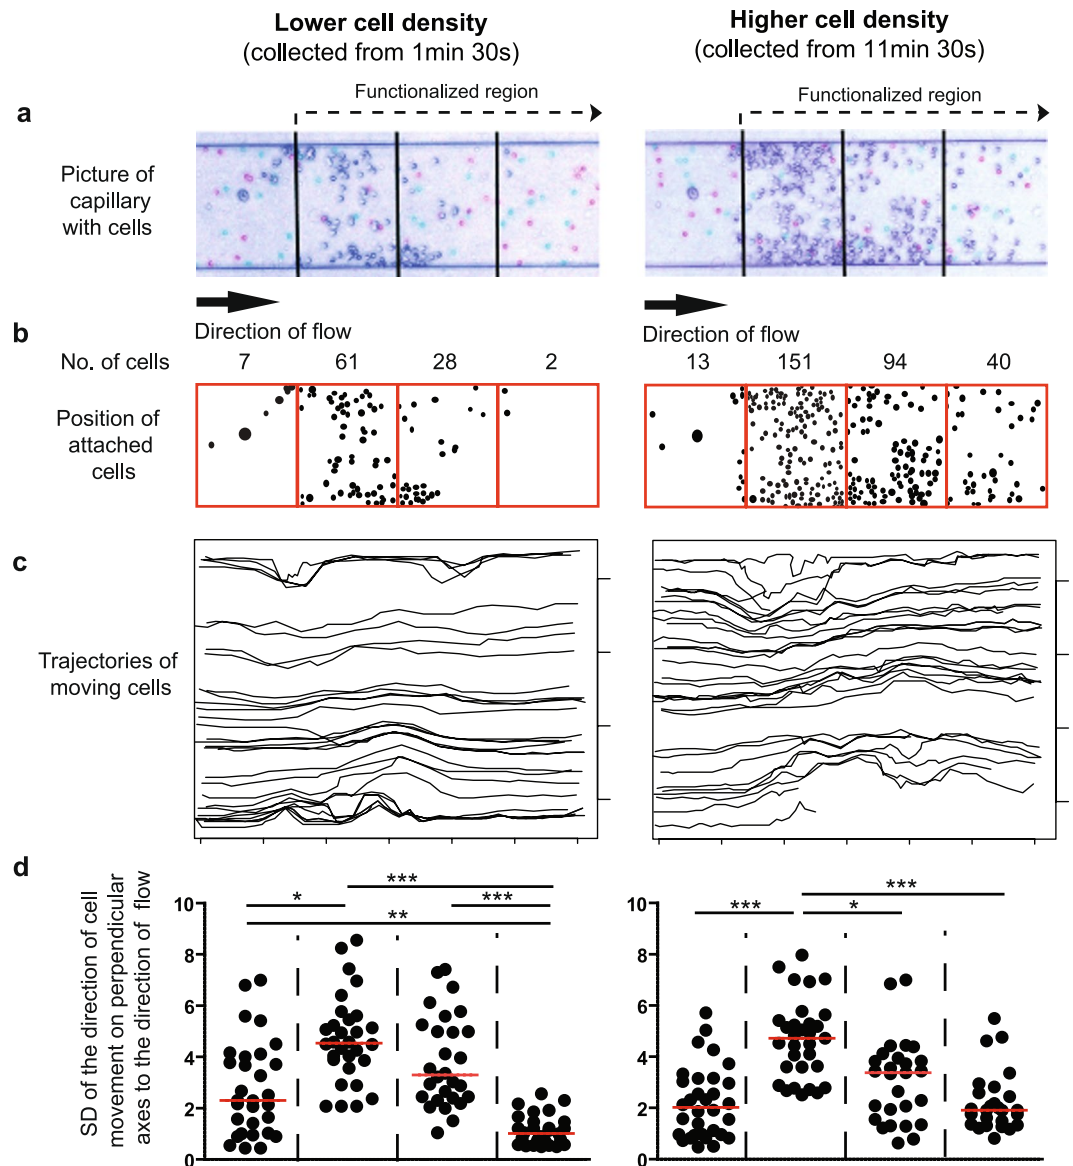 Lower cell density
(collected from 1min 30s)
Higher cell density
(collected from 11min 30s)
a
Functionalized region
Functionalized region
Picture of
capillary
with cells
b
Direction of flow
Direction of flow
No. of cells
7 61 28 2
13 151 94 40
Position of
attached
cells
c
Trajectories of
moving cells
d
SD of the direction of cell
movement on perpendicular
axes to the direction of flow
***
* ***
**
10
8
6
4
2
0
***
*** *
10
8
6
4
2
0